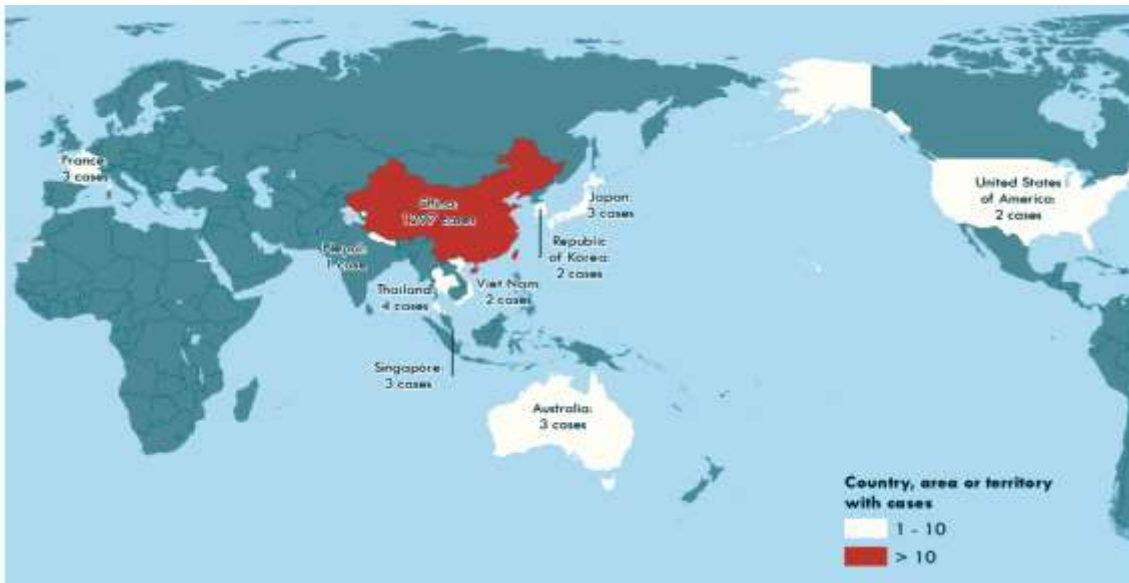 France:
3 cases
China:
1297 cases
Japan:
3 cases
Republic
of Korea:
2 cases
Nepal:
1 case
Thailand:
4 cases
Viet Nam:
2 cases
Singapore:
3 cases
Australia:
3 cases
United States
of America:
2 cases
Country, area or territory
with cases
1 - 10
> 10